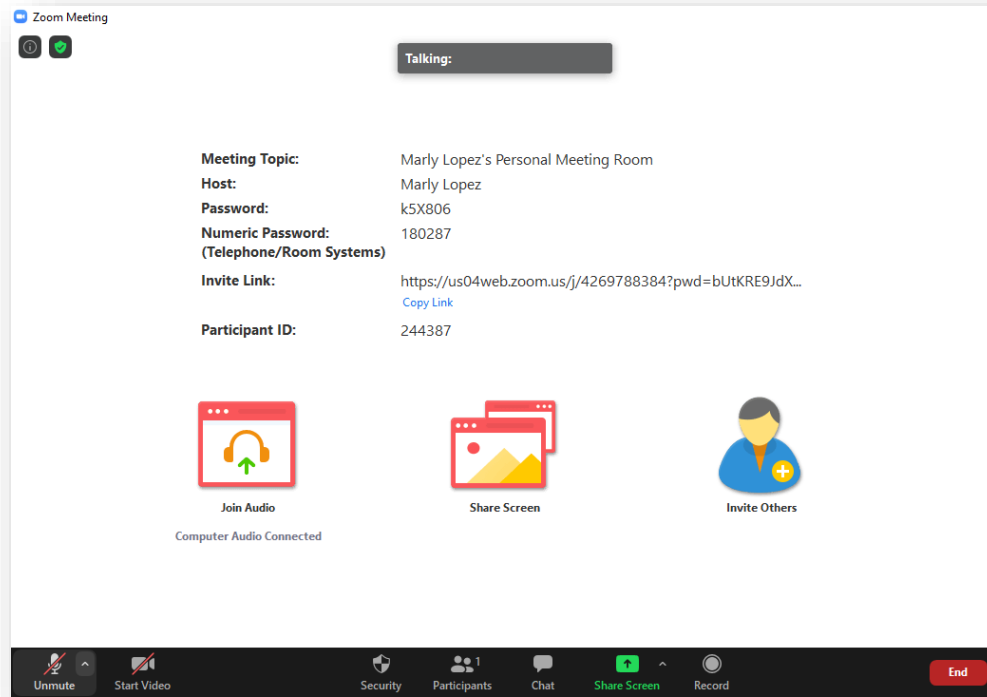 Zoom Meeting
Talking:
Meeting Topic: Marly Lopez's Personal Meeting Room
Host: Marly Lopez
Password: k5X806
Numeric Password: 180287
(Telephone/Room Systems)
Invite Link: https://us04web.zoom.us/j/4269788384?pwd=bUtKRE9JdX...
Copy Link
Participant ID: 244387
Join Audio Share Screen Invite Others
Computer Audio Connected
1
Unmute Start Video Security Participants Chat Share Screen Record End